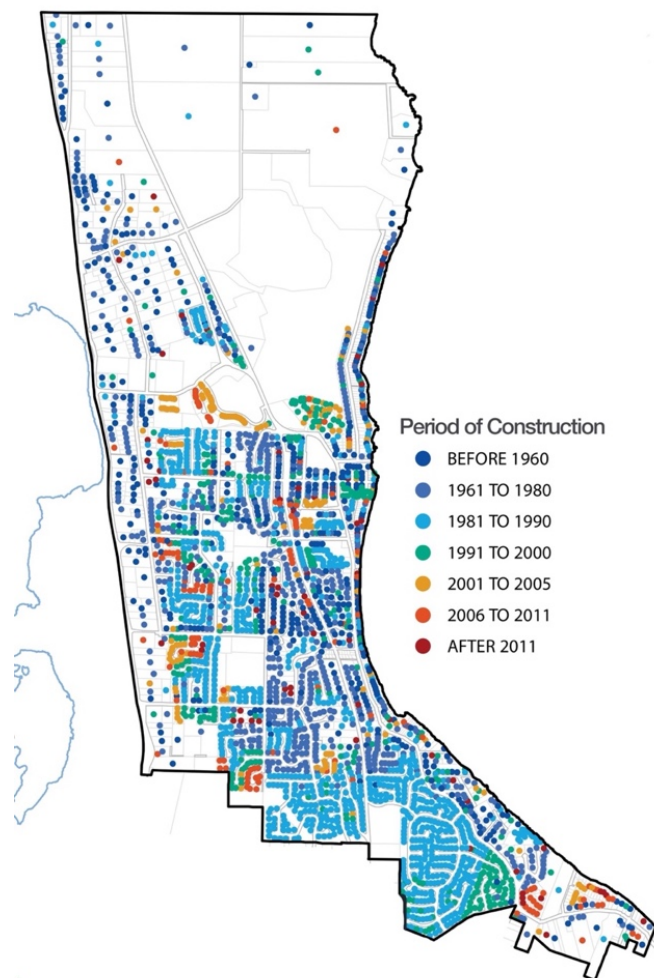 Period of Construction
BEFORE 1960
1961 TO 1980
1981 TO 1990
1991 TO 2000
2001 TO 2005
2006 TO 2011
AFTER 2011